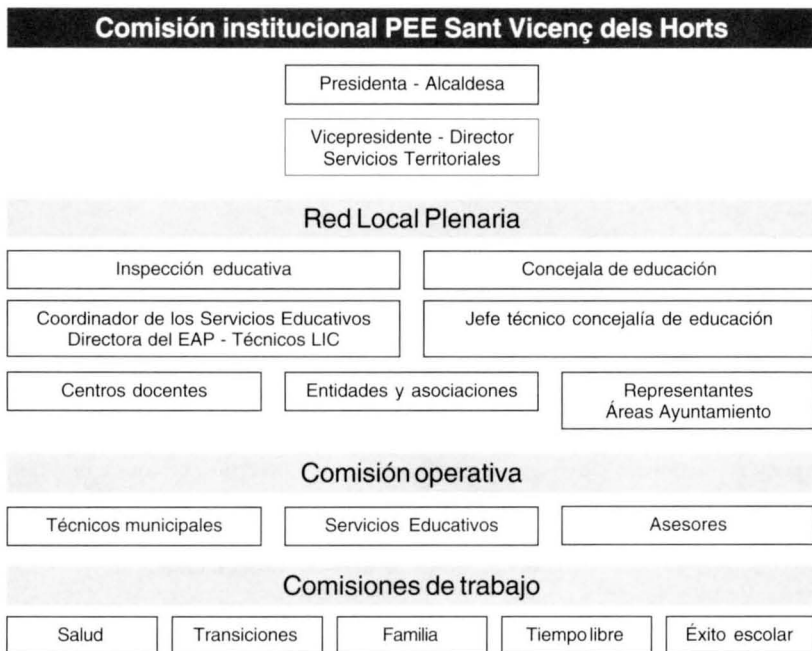 Comisión institucional PEE Sant Vicenç dels Horts
Presidenta - Alcaldesa
Vicepresidente - Director
Servicios Territoriales
Red Local Plenaria
Inspección educativa
Concejala de educación
Coordinador de los Servicios Educativos
Directora del EAP - Técnicos LIC
Jefe técnico concejalía de educación
Centros docentes
Entidades y asociaciones
Representantes
Áreas Ayuntamiento
Comisión operativa
Técnicos municipales
Servicios Educativos
Asesores
Comisiones de trabajo
Salud
Transiciones
Familia
Tiempo libre
Éxito escolar